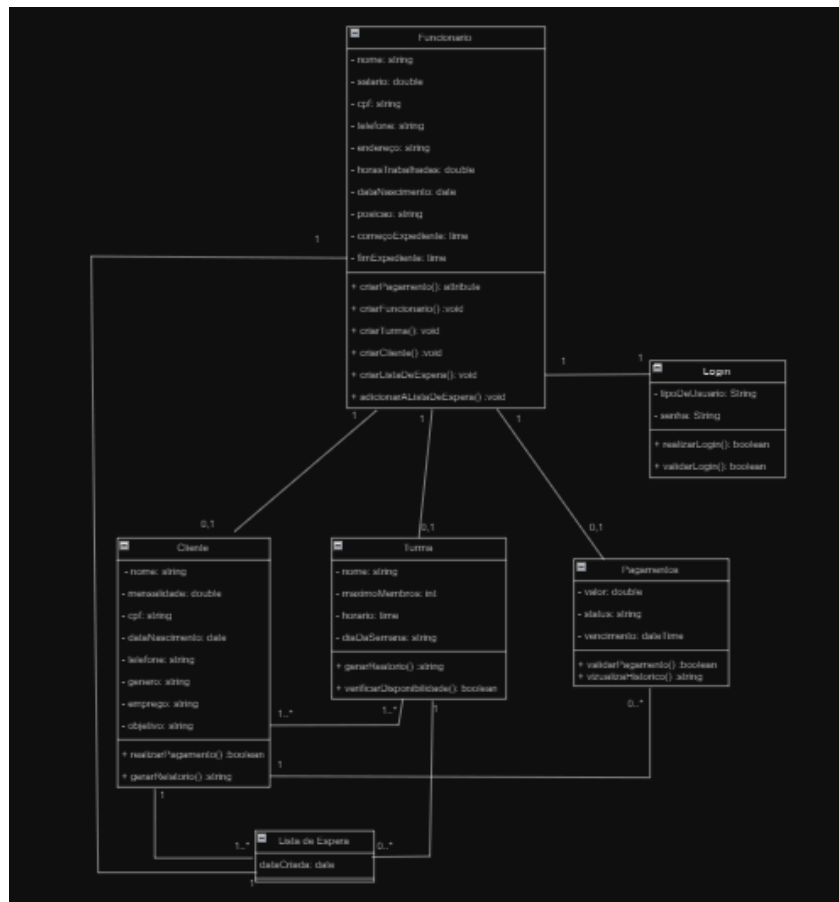 Funcionario
- nome: string
- salario: double
- cpf: string
- telefone: string
- endereço: string
- horasTrabalhadas: double
- dataNascimento: date
- posicao: string
- começoExpediente: time
- fimExpediente: time
+ criarPagamento(): attribute
+ criarFuncionario() :void
+ criarTurma(): void
+ criarCliente() :void
+ criarListaDeEspera(): void
+ adicionarAListaDeEspera() :void
1
1
1
Login
- tipoDeUsuario: String
- senha: String
+ realizarLogin(): boolean
+ validarLogin(): boolean
1
1
1
0,1
0,1
0,1
Cliente
- nome: string
- mensalidade: double
- cpf: string
- dataNascimento: date
- telefone: string
- genero: string
- emprego: string
- objetivo: string
+ realizarPagamento() :boolean
+ gerarRelatorio() :string
Turma
- nome: string
- maximoMembros: int
- horario: time
- diaDaSemana: string
+ gerarRealorio() :string
+ verificarDisponibilidade(): boolean
Pagamentos
- valor: double
- status: string
- vencimento: dateTime
+ validarPagamento() :boolean
+ vizualizaHistorico() :string
1..*
1..*
1
0..*
1
1
1..*
0..*
Lista de Espera
dataCriada: date
1